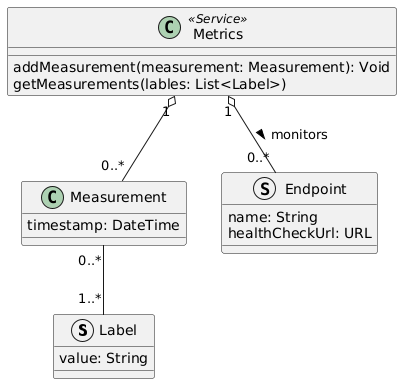 C «Service»
Metrics
addMeasurement(measurement: Measurement): Void
getMeasurements(lables: List<Label>)
1
1
monitors
0..*
0..*
C Measurement
timestamp: DateTime
S Endpoint
name: String
healthCheckUrl: URL
0..*
1..*
S Label
value: String